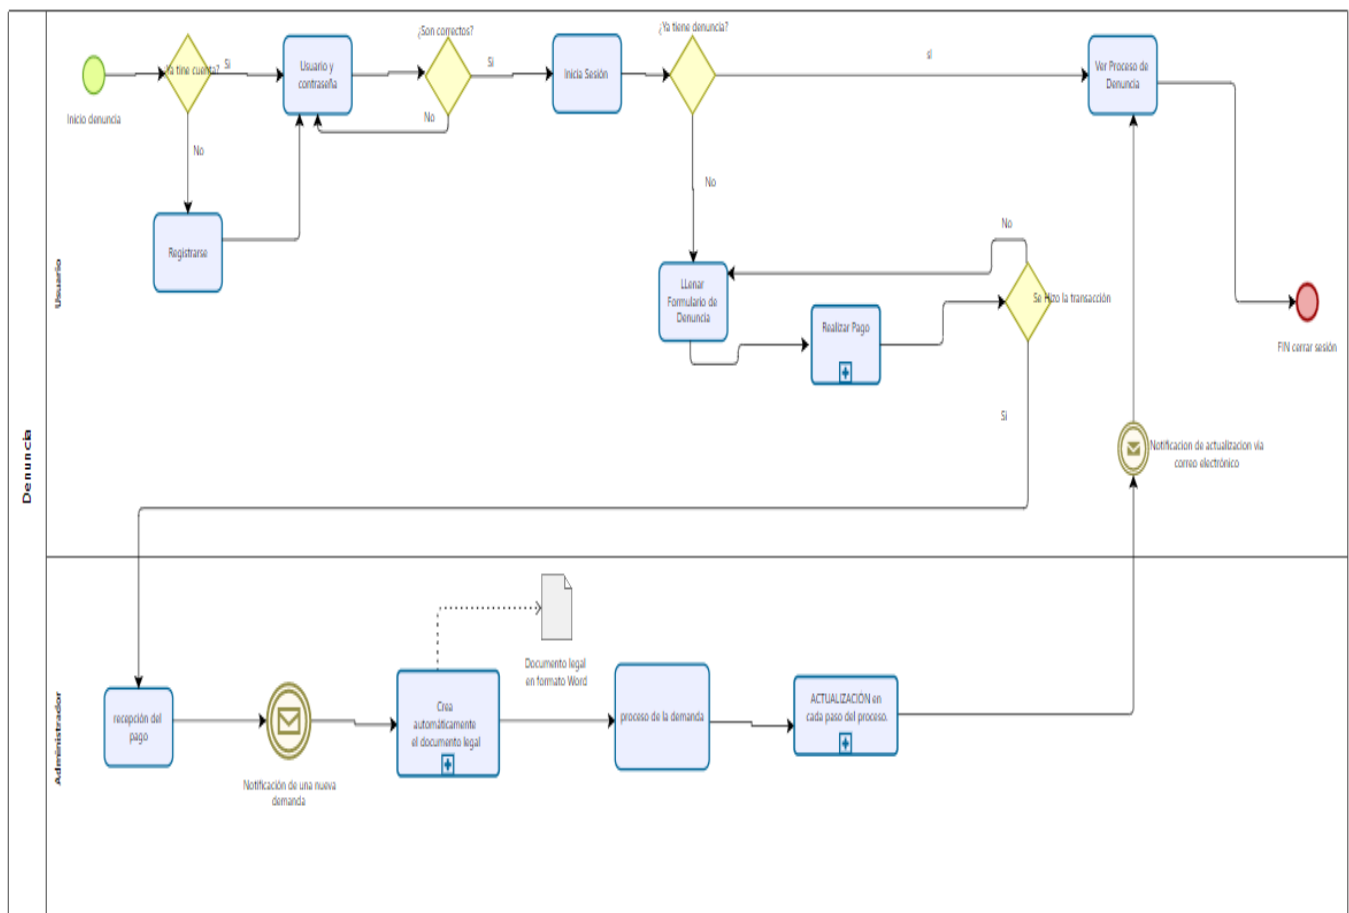 Denuncia
Usuario
Inicio denuncia
¿Ya tine cuenta?
Si
No
Registrarse
Usuario y
contraseña
¿Son correctos?
Si
No
Inicia Sesión
¿Ya tiene denuncia?
si
No
Ver Proceso de
Denuncia
LLenar
Formulario de
Denuncia
Realizar Pago
No
Se Hizo la transacción
Si
FIN cerrar sesión
Notificacion de actualizacion via
correo electrónico
Administrador
recepción del
pago
Notificación de una nueva
demanda
Crea
automáticamente
el documento legal
Documento legal
en formato Word
proceso de la demanda
ACTUALIZACIÓN en
cada paso del proceso.